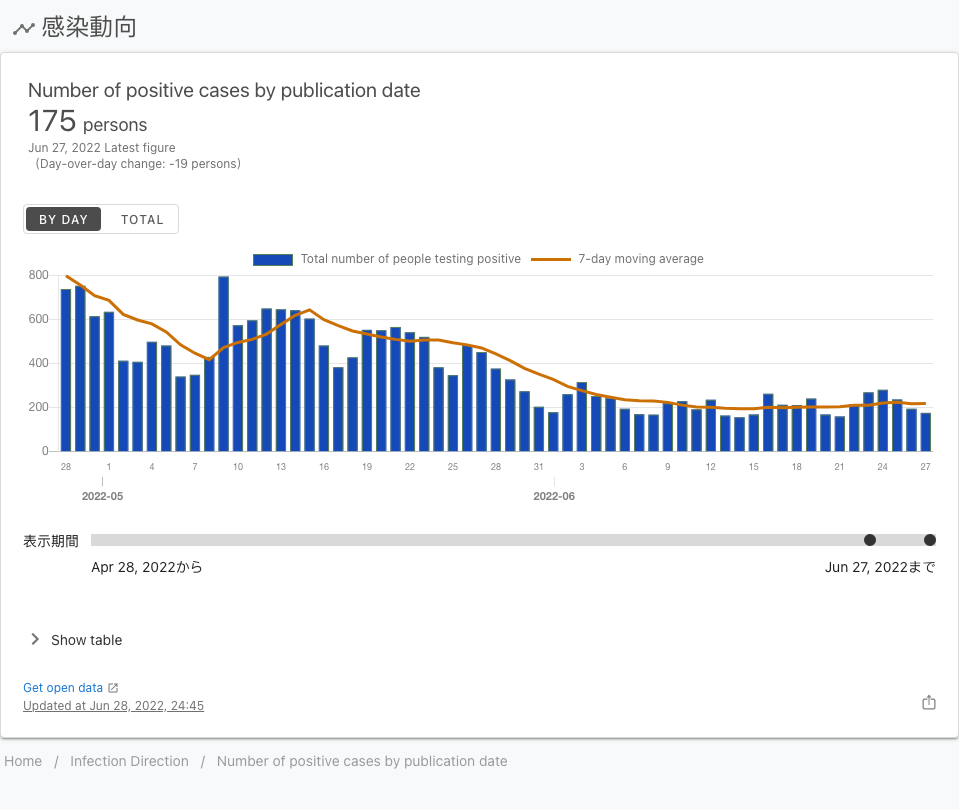 感染動向
Number of positive cases by publication date
175 persons
Jun 27, 2022 Latest figure
(Day-over-day change: -19 persons)
BY DAY TOTAL
Total number of people testing positive 7-day moving average
800
600
400
200
0
28 1 4 7 10 13 16 19 22 25 28 31 3 6 9 12 15 18 21 24 27
2022-05 2022-06
表示期間
Apr 28, 2022から Jun 27, 2022まで
Show table
Get open data
Updated at Jun 28, 2022, 24:45
Home / Infection Direction / Number of positive cases by publication date